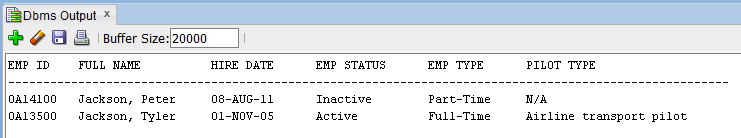 Dbms Output x
Buffer Size: 20000
EMP ID FULL NAME HIRE DATE EMP STATUS EMP TYPE PILOT TYPE
--------------------------------------------------------------------------------------------------------
0A14100 Jackson, Peter 08-AUG-11 Inactive Part-Time N/A
0A13500 Jackson, Tyler 01-NOV-05 Active Full-Time Airline transport pilot